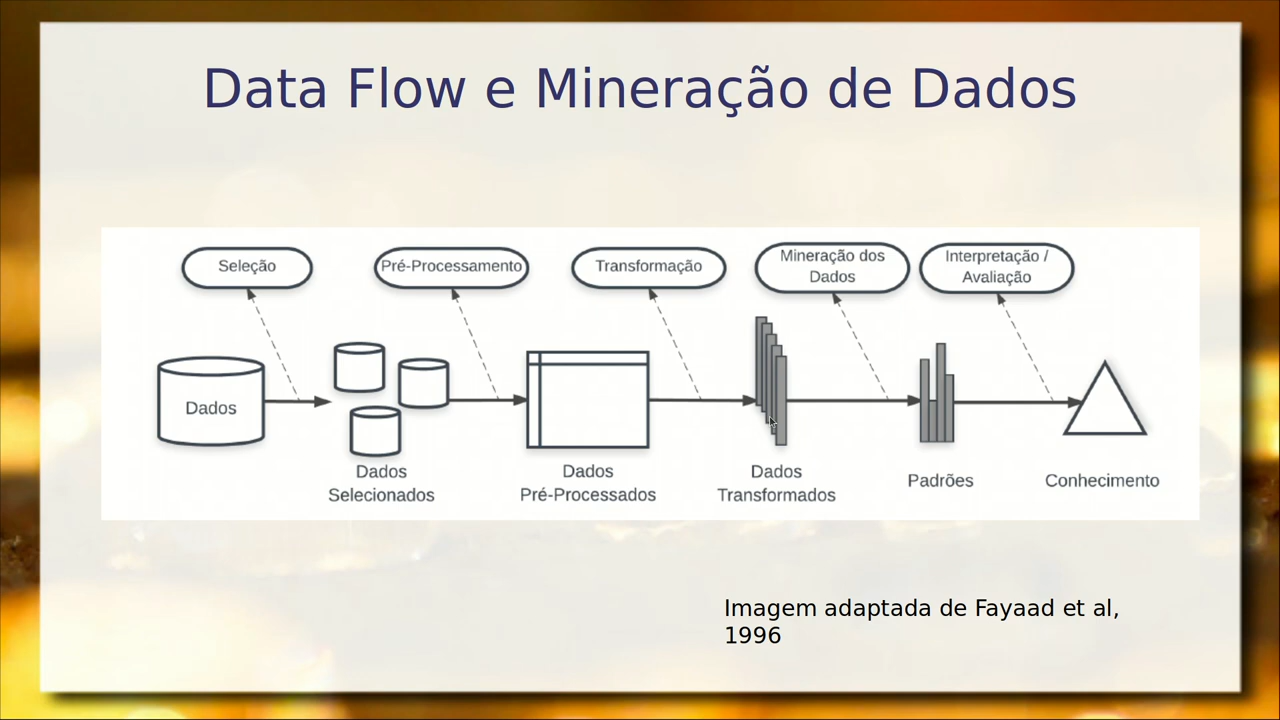 Data Flow e Mineração de Dados
Seleção
Pré-Processamento
Transformação
Mineração dos
Dados
Interpretação /
Avaliação
Dados
Dados
Selecionados
Dados
Pré-Processados
Dados
Transformados
Padrões
Conhecimento
Imagem adaptada de Fayaad et al,
1996